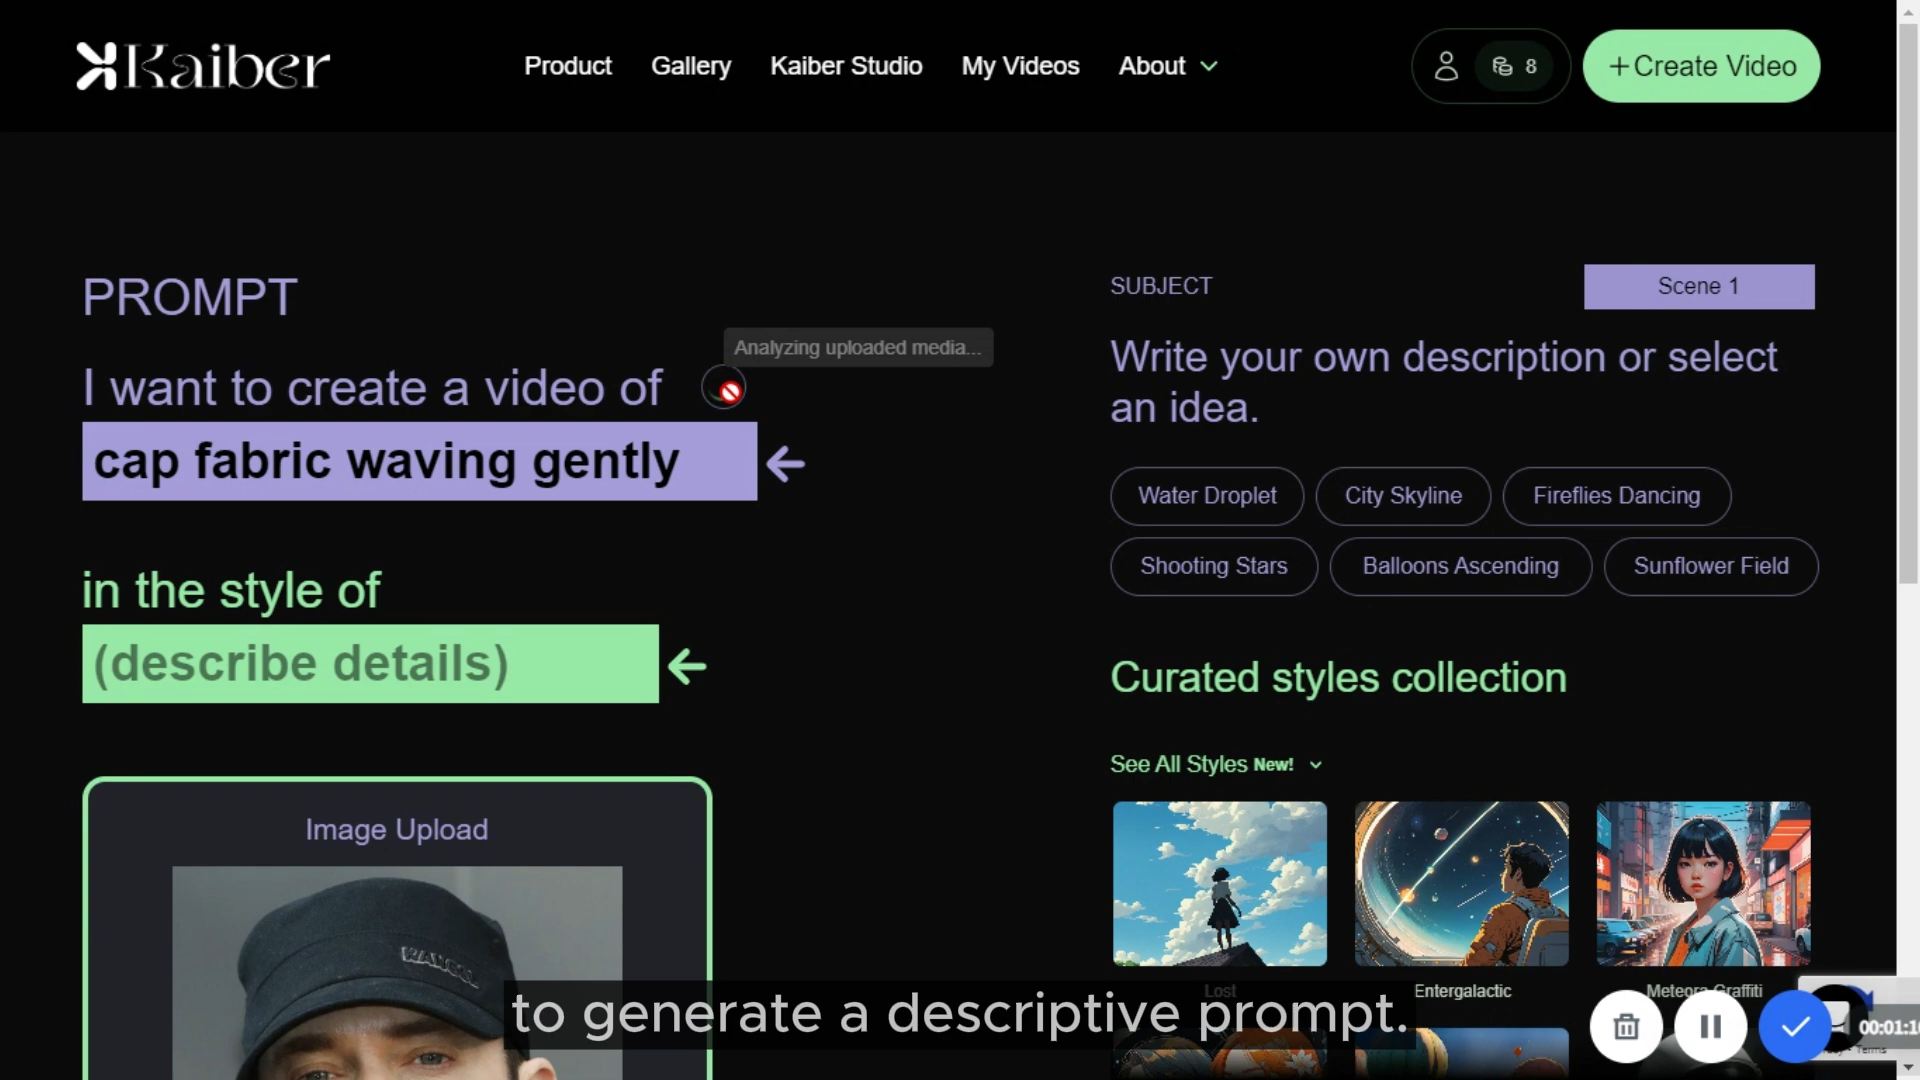 Kaiber
Product Gallery Kaiber Studio My Videos About
8
+Create Video
PROMPT
Analyzing uploaded media...
I want to create a video of
cap fabric waving gently
in the style of
(describe details)
Image Upload
KANGOL
SUBJECT
Scene 1
Write your own description or select
an idea.
Water Droplet City Skyline Fireflies Dancing
Shooting Stars Balloons Ascending Sunflower Field
Curated styles collection
See All Styles New!
Lost Entergalactic Meteora Graffiti
to generate a descriptive prompt.
Terms